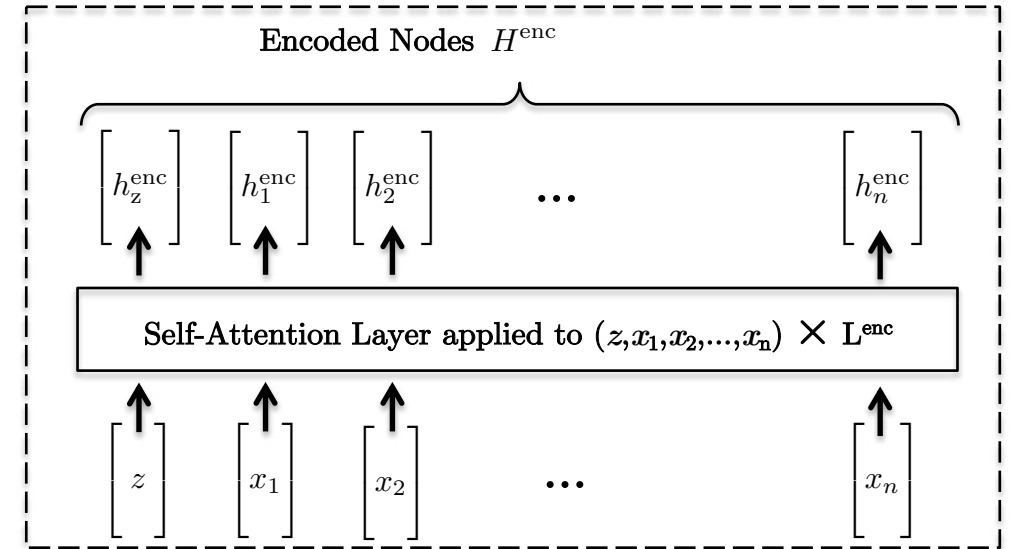 Encoded Nodes H^enc
h_z^enc h_1^enc h_2^enc ... h_n^enc
Self-Attention Layer applied to (z,x_1,x_2,...,x_n) × L^enc
z x_1 x_2 ... x_n